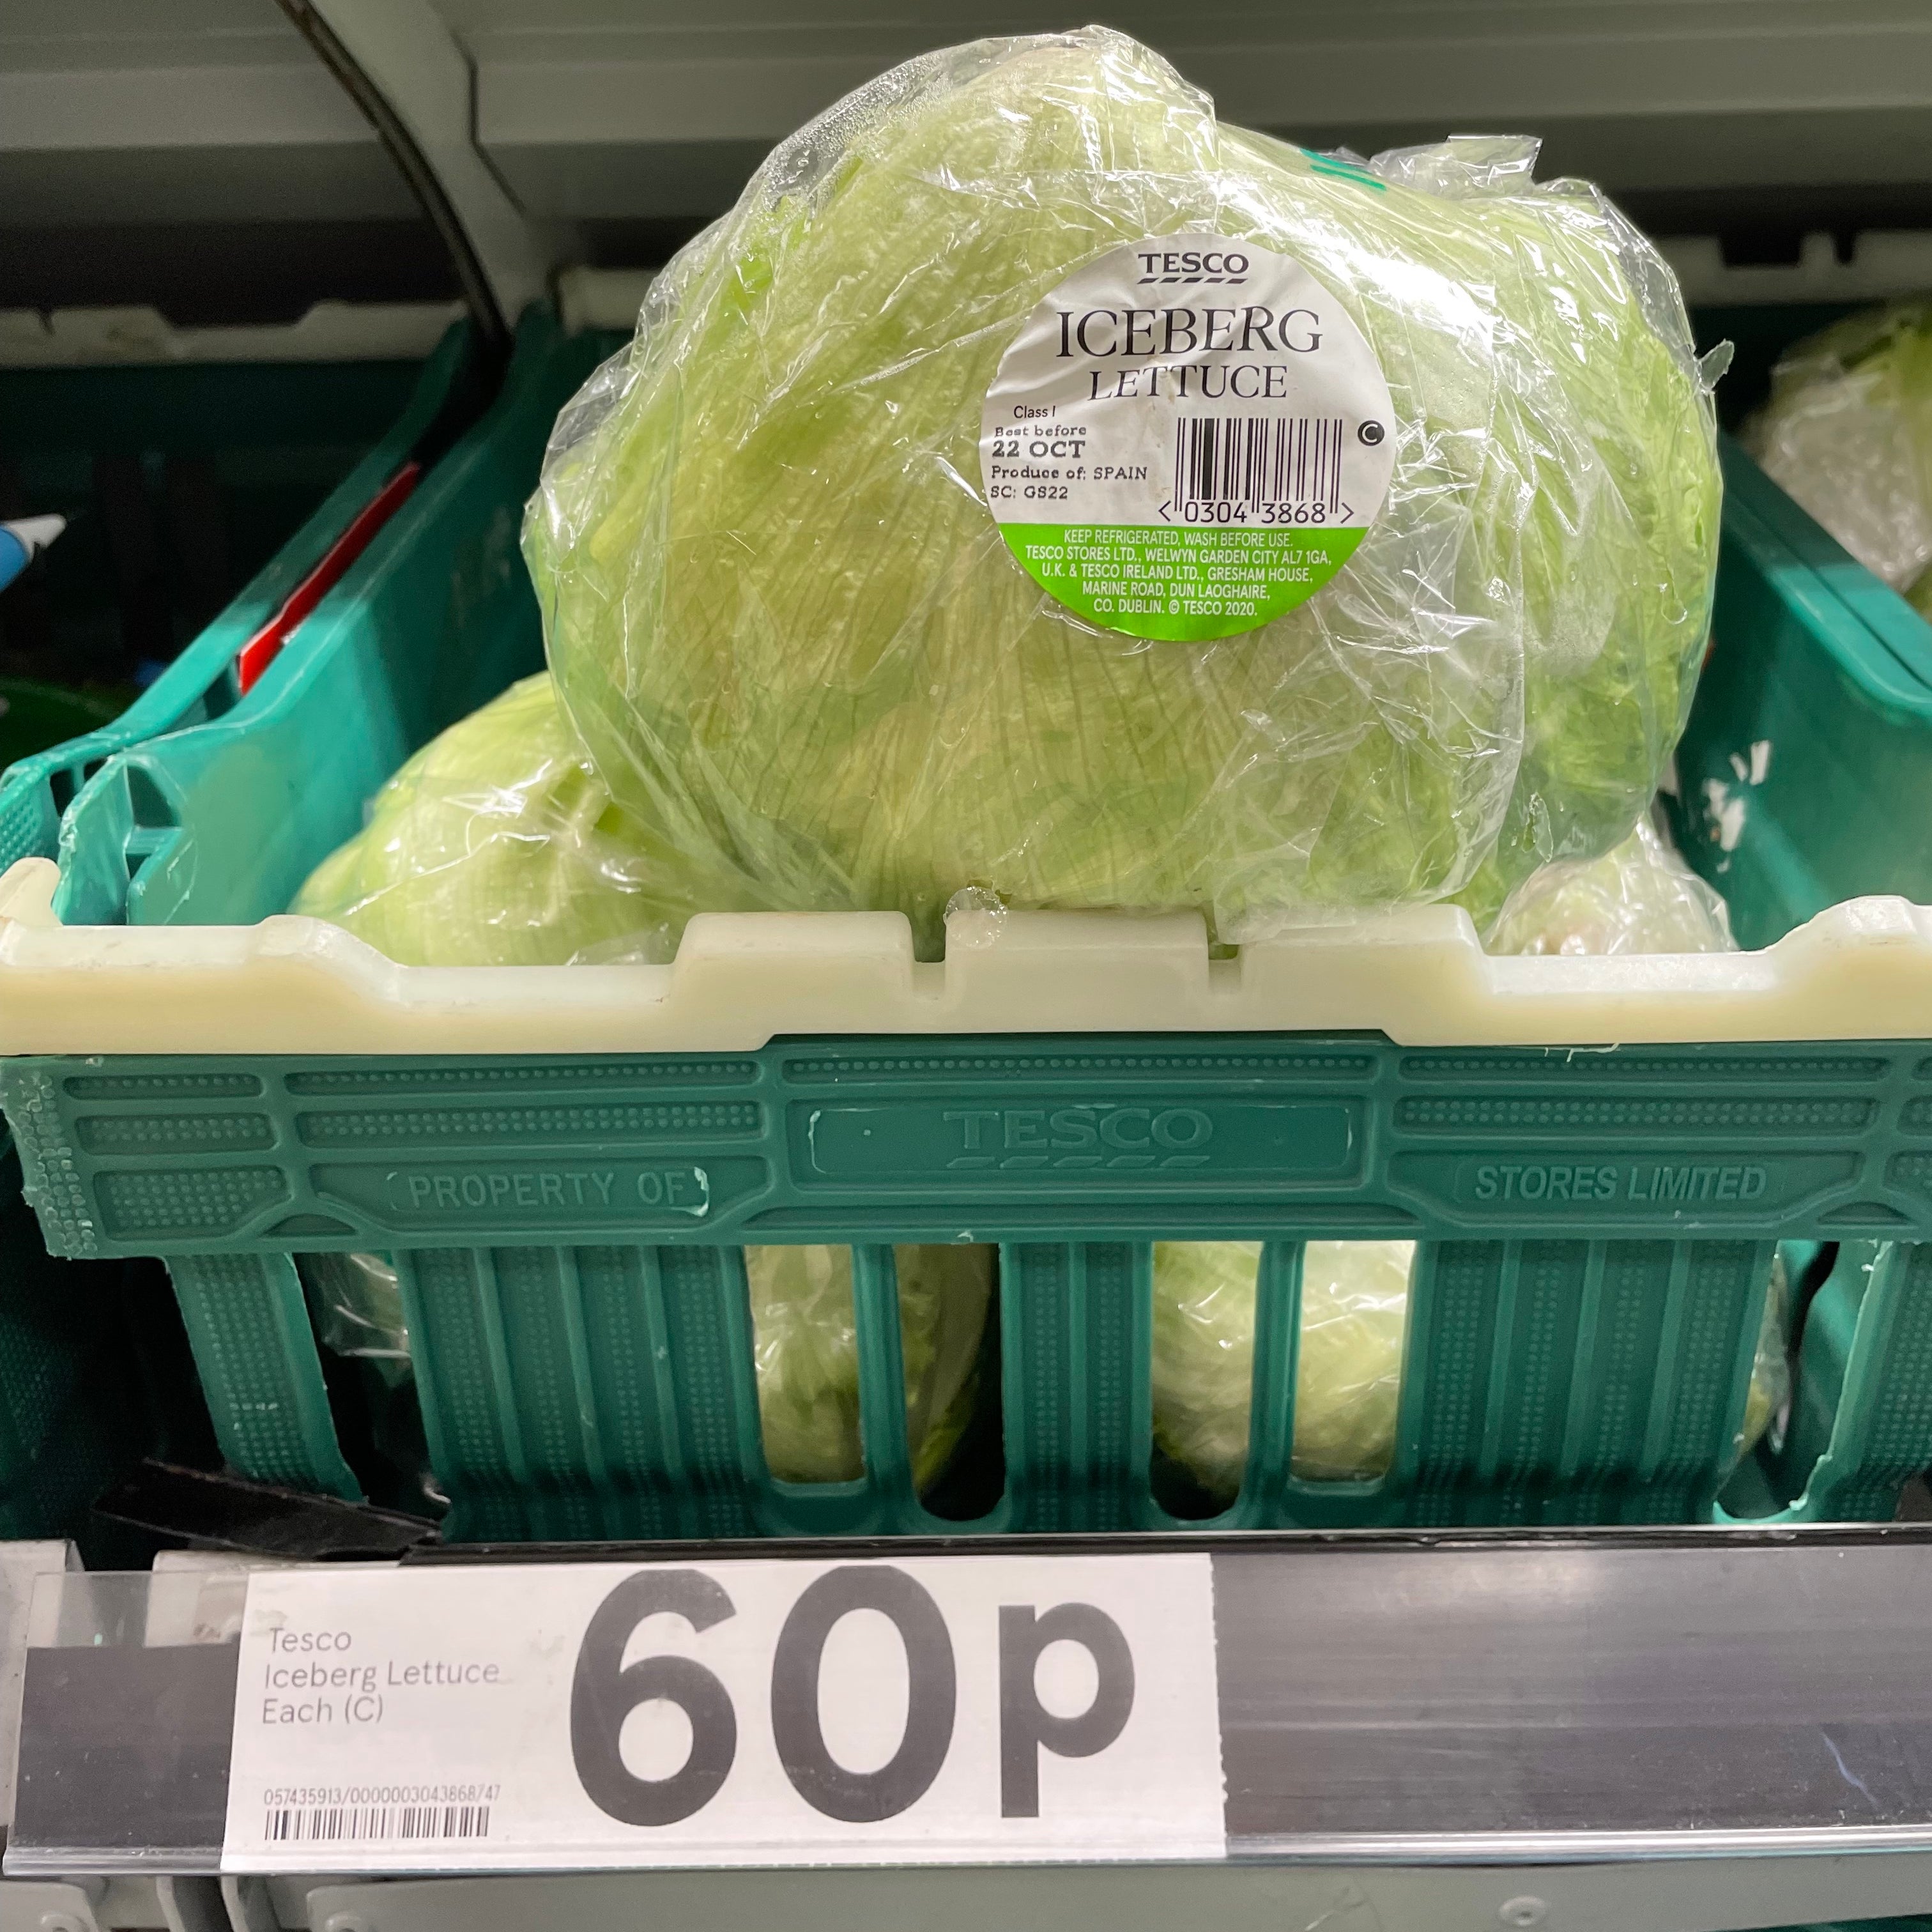 TESCO
ICEBERG
LETTUCE
Class I
Best before
22 OCT
Produce of: SPAIN
SC: GS22
C
<"0304"3868">
KEEP REFRIGERATED, WASH BEFORE USE.
TESCO STORES LTD., WELWYN GARDEN CITY AL7 1GA,
U.K. & TESCO IRELAND LTD., GRESHAM HOUSE,
MARINE ROAD, DUN LAOGHAIRE,
CO. DUBLIN. © TESCO 2020.
PROPERTY OF TESCO STORES LIMITED
Tesco
Iceberg Lettuce
Each (C)
60p
057435913/0000003043868/47